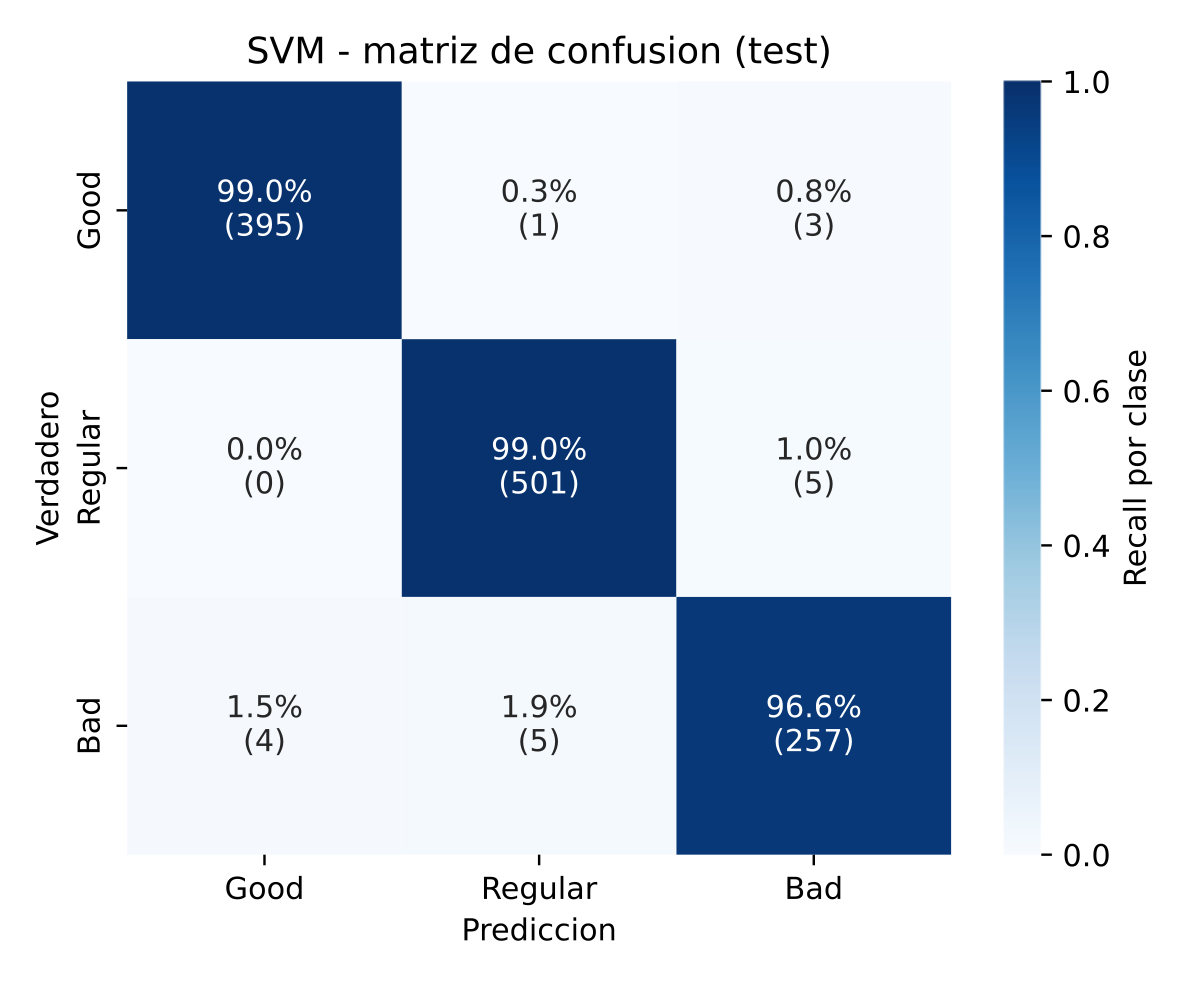 SVM - matriz de confusion (test)
Verdadero
Good
99.0%
(395)
0.3%
(1)
0.8%
(3)
Regular
0.0%
(0)
99.0%
(501)
1.0%
(5)
Bad
1.5%
(4)
1.9%
(5)
96.6%
(257)
Good
Regular
Bad
Prediccion
1.0
0.8
0.6
0.4
0.2
0.0
Recall por clase